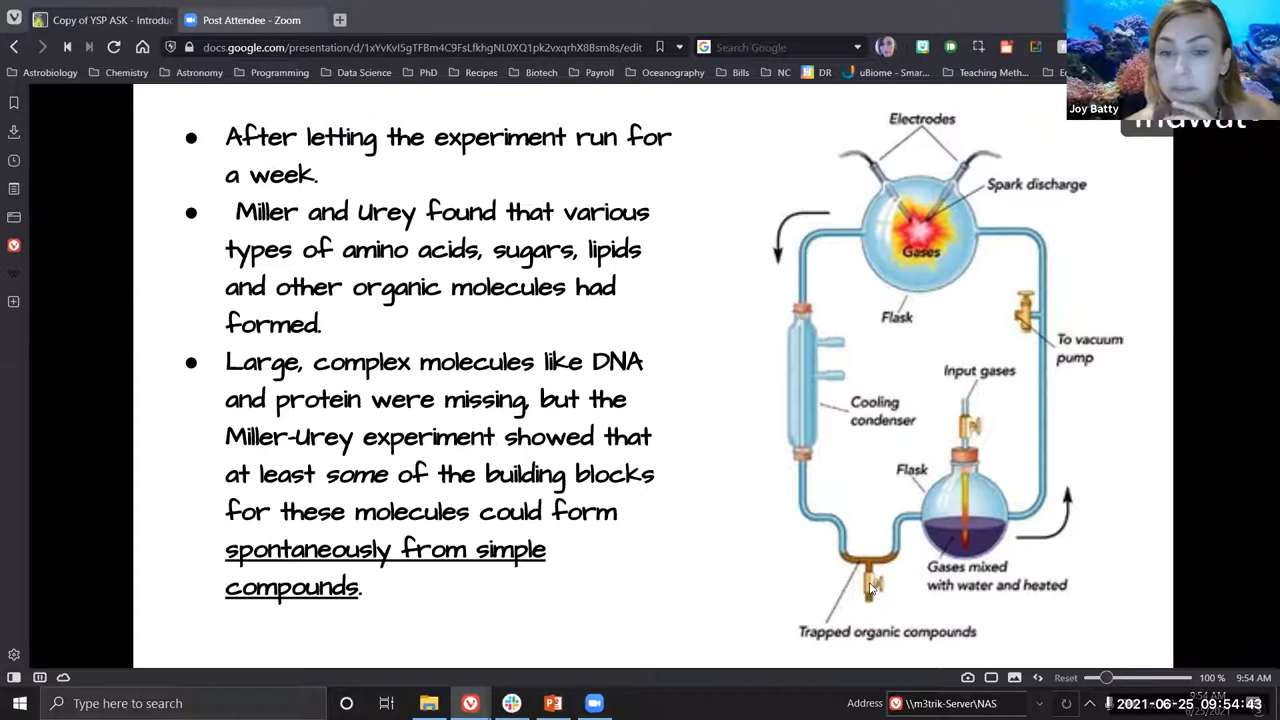 Copy of YSP ASK - Introduc
Post Attendee - Zoom
docs.google.com/presentation/d/1xYvKvI5gTFBm4C9FsLfkhgNL0XQ1pk2vxqrhX8Bsm8s/edit
Search Google
Astrobiology
Chemistry
Astronomy
Programming
Data Science
PhD
Recipes
Biotech
Payroll
Oceanography
Bills
NC
DR
uBiome - Smar...
Teaching Meth...
Joy Batty
● After letting the experiment run for
a week.
● Miller and Urey found that various
types of amino acids, sugars, lipids
and other organic molecules had
formed.
● Large, complex molecules like DNA
and protein were missing, but the
Miller-Urey experiment showed that
at least some of the building blocks
for these molecules could form
spontaneously from simple
compounds.
Electrodes
Spark discharge
Gases
Flask
To vacuum
pump
Input gases
Cooling
condenser
Flask
Gases mixed
with water and heated
Trapped organic compounds
Reset
100 %
9:54 AM
Type here to search
Address
\\m3trik-Server\NAS
9:54 AM
2021-06-25 09:54:43